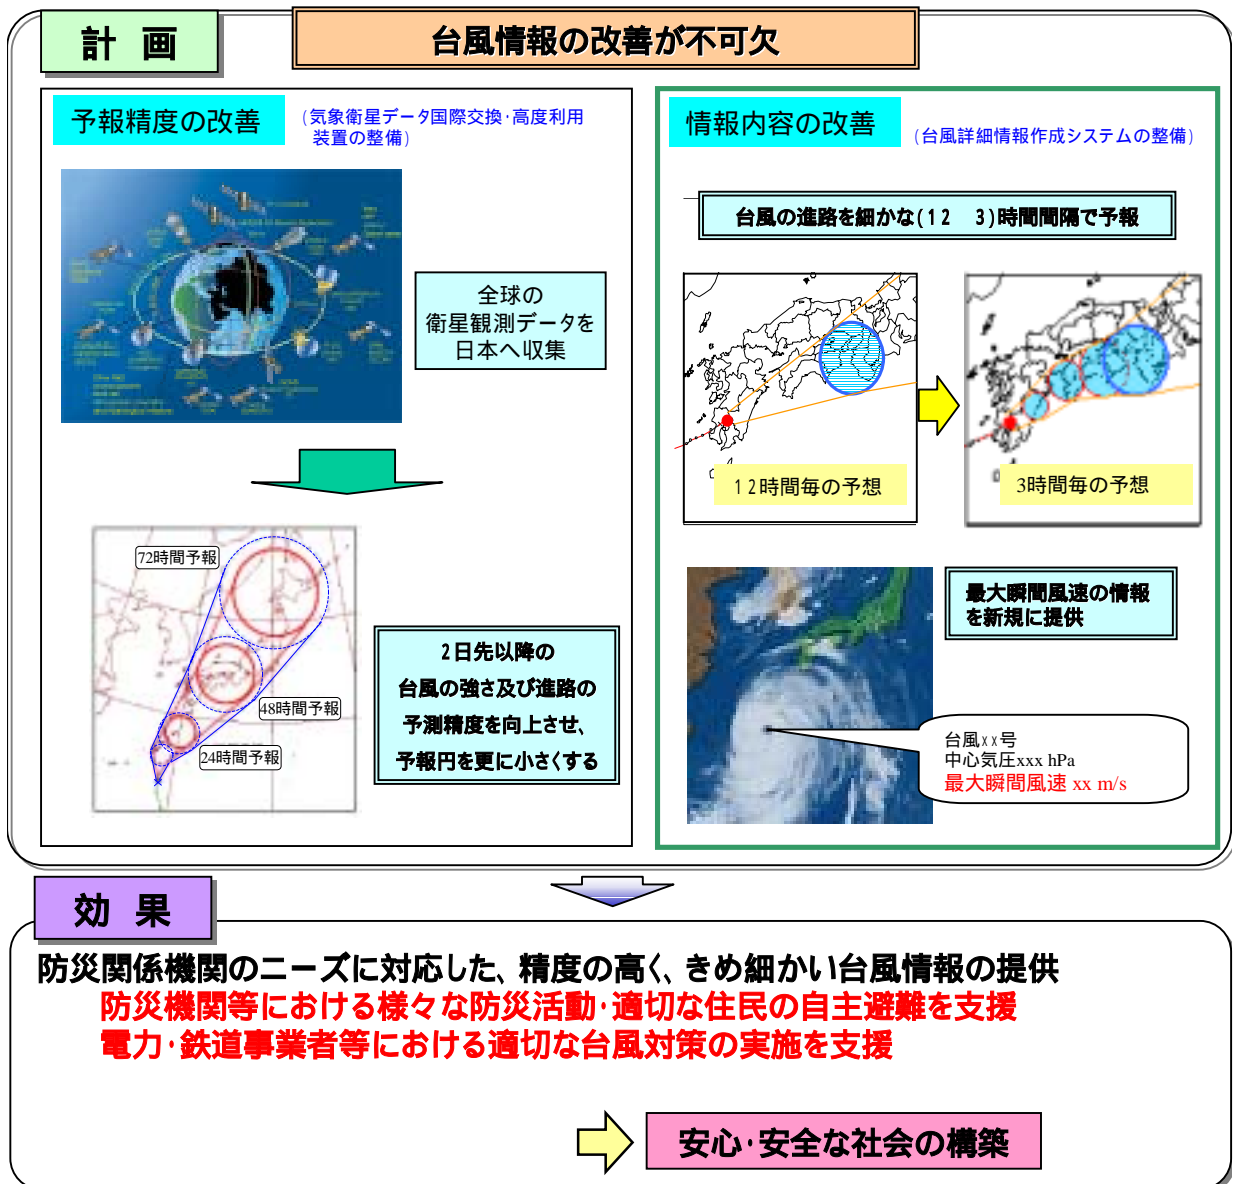 計 画
台風情報の改善が不可欠
予報精度の改善
(気象衛星データ国際交換・高度利用
装置の整備)
全球の
衛星観測データを
日本へ収集
72時間予報
48時間予報
24時間予報
2日先以降の
台風の強さ及び進路の
予測精度を向上させ、
予報円を更に小さくする
情報内容の改善
(台風詳細情報作成システムの整備)
台風の進路を細かな(12 3)時間間隔で予報
12時間毎の予想
3時間毎の予想
最大瞬間風速の情報
を新規に提供
台風xx号
中心気圧xxx hPa
最大瞬間風速 xx m/s
効 果
防災関係機関のニーズに対応した、精度の高く、きめ細かい台風情報の提供
防災機関等における様々な防災活動・適切な住民の自主避難を支援
電力・鉄道事業者等における適切な台風対策の実施を支援
安心・安全な社会の構築